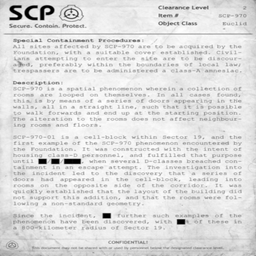 SCP
Secure. Contain. Protect.
Clearance Level 2
Item # SCP-970
Object Class Euclid
Special Containment Procedures:
All sites affected by SCP-970 are to be acquired by the
Foundation, with a suitable cover established. Civil-
ians attempting to enter the site are to be discour-
aged, preferably within the boundaries of local law;
trespassers are to be administered a class-A amnesiac.
Description:
SCP-970 is a spatial phenomenon wherein a collection of
rooms are looped on themselves. In all cases found,
this is by means of a series of doors appearing in the
walls, all in a straight line, such that it is possible
to walk forwards and end up at the starting position.
The alteration to the rooms does not affect neighbour-
ing rooms and floors.
SCP-970-01 is a cell-block within Sector 19, and the
first example of the SCP-970 phenomenon encountered by
the Foundation. It was constructed with the intent of
housing class-D personnel, and fulfilled that purpose
until when several D-classes breached con-
tainment in an escape attempt. The investigation into
the incident led to the discovery that a series of
doors had appeared in the cell-block, leading into
rooms on the opposite side of the corridor. It was
quickly established that the layout of the building did
not support this addition, and that the rooms were fol-
lowing a non-standard geometry.
Since the incident, further such examples of the
phenomenon have been discovered, with of these in
a 800-kilometer radius of Sector 19.
CONFIDENTIAL!